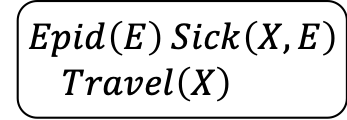 Epid(E) Sick(X, E)
Travel(X)